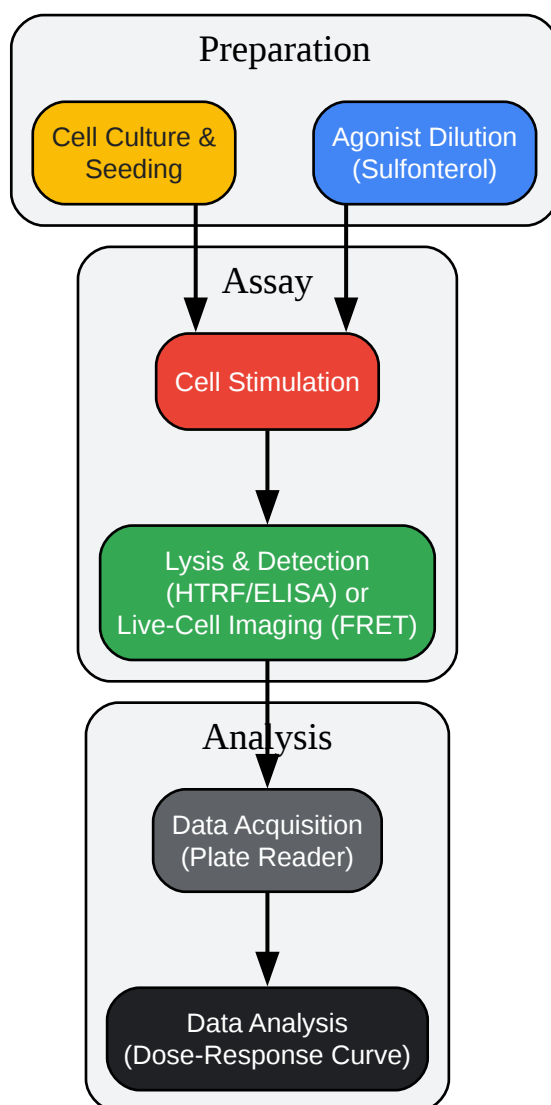 Preparation
Cell Culture &
Seeding
Agonist Dilution
(Sulfonterol)
Assay
Cell Stimulation
Lysis & Detection
(HTRF/ELISA) or
Live-Cell Imaging (FRET)
Analysis
Data Acquisition
(Plate Reader)
Data Analysis
(Dose-Response Curve)